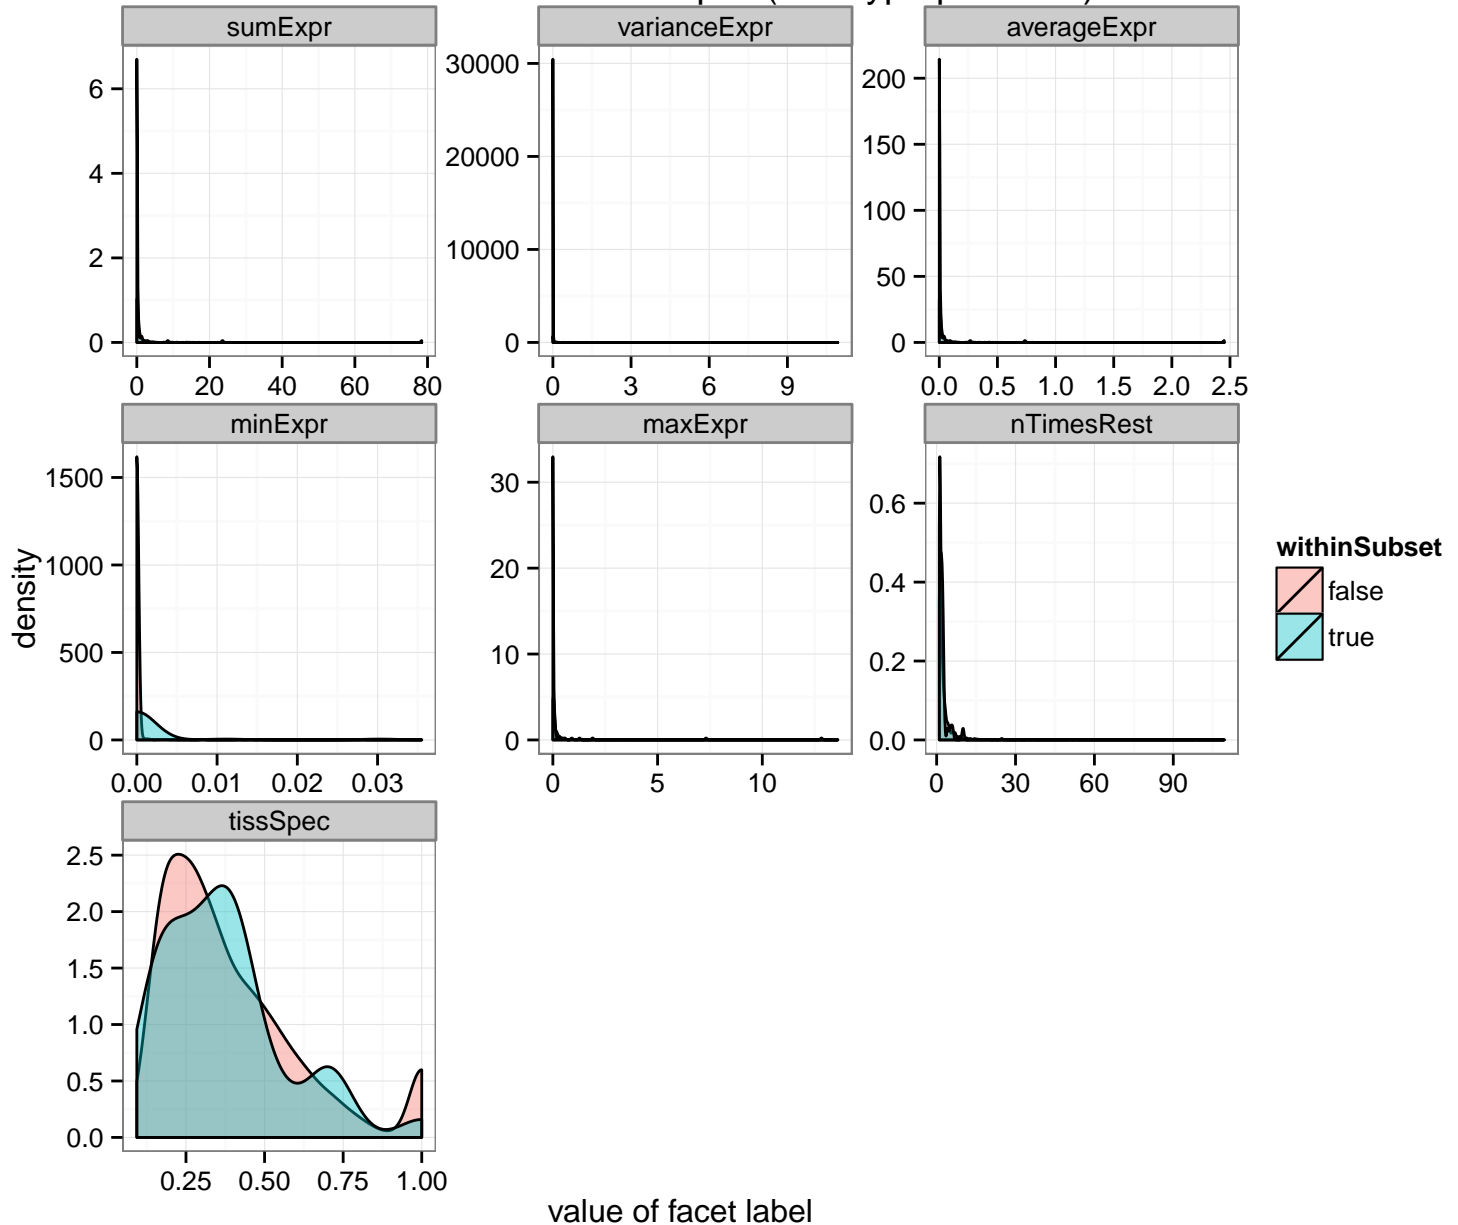 sumExpr varianceExpr averageExpr
6
4
2
0
0 20 40 60 80
30000
20000
10000
0
0 3 6 9
200
150
100
50
0
0.0 0.5 1.0 1.5 2.0 2.5
minExpr maxExpr nTimesRest
1500
1000
500
0
0.00 0.01 0.02 0.03
30
20
10
0
0 5 10
0.6
0.4
0.2
0.0
0 30 60 90
density
withinSubset
false
true
tissSpec
2.5
2.0
1.5
1.0
0.5
0.0
0.25 0.50 0.75 1.00
value of facet label